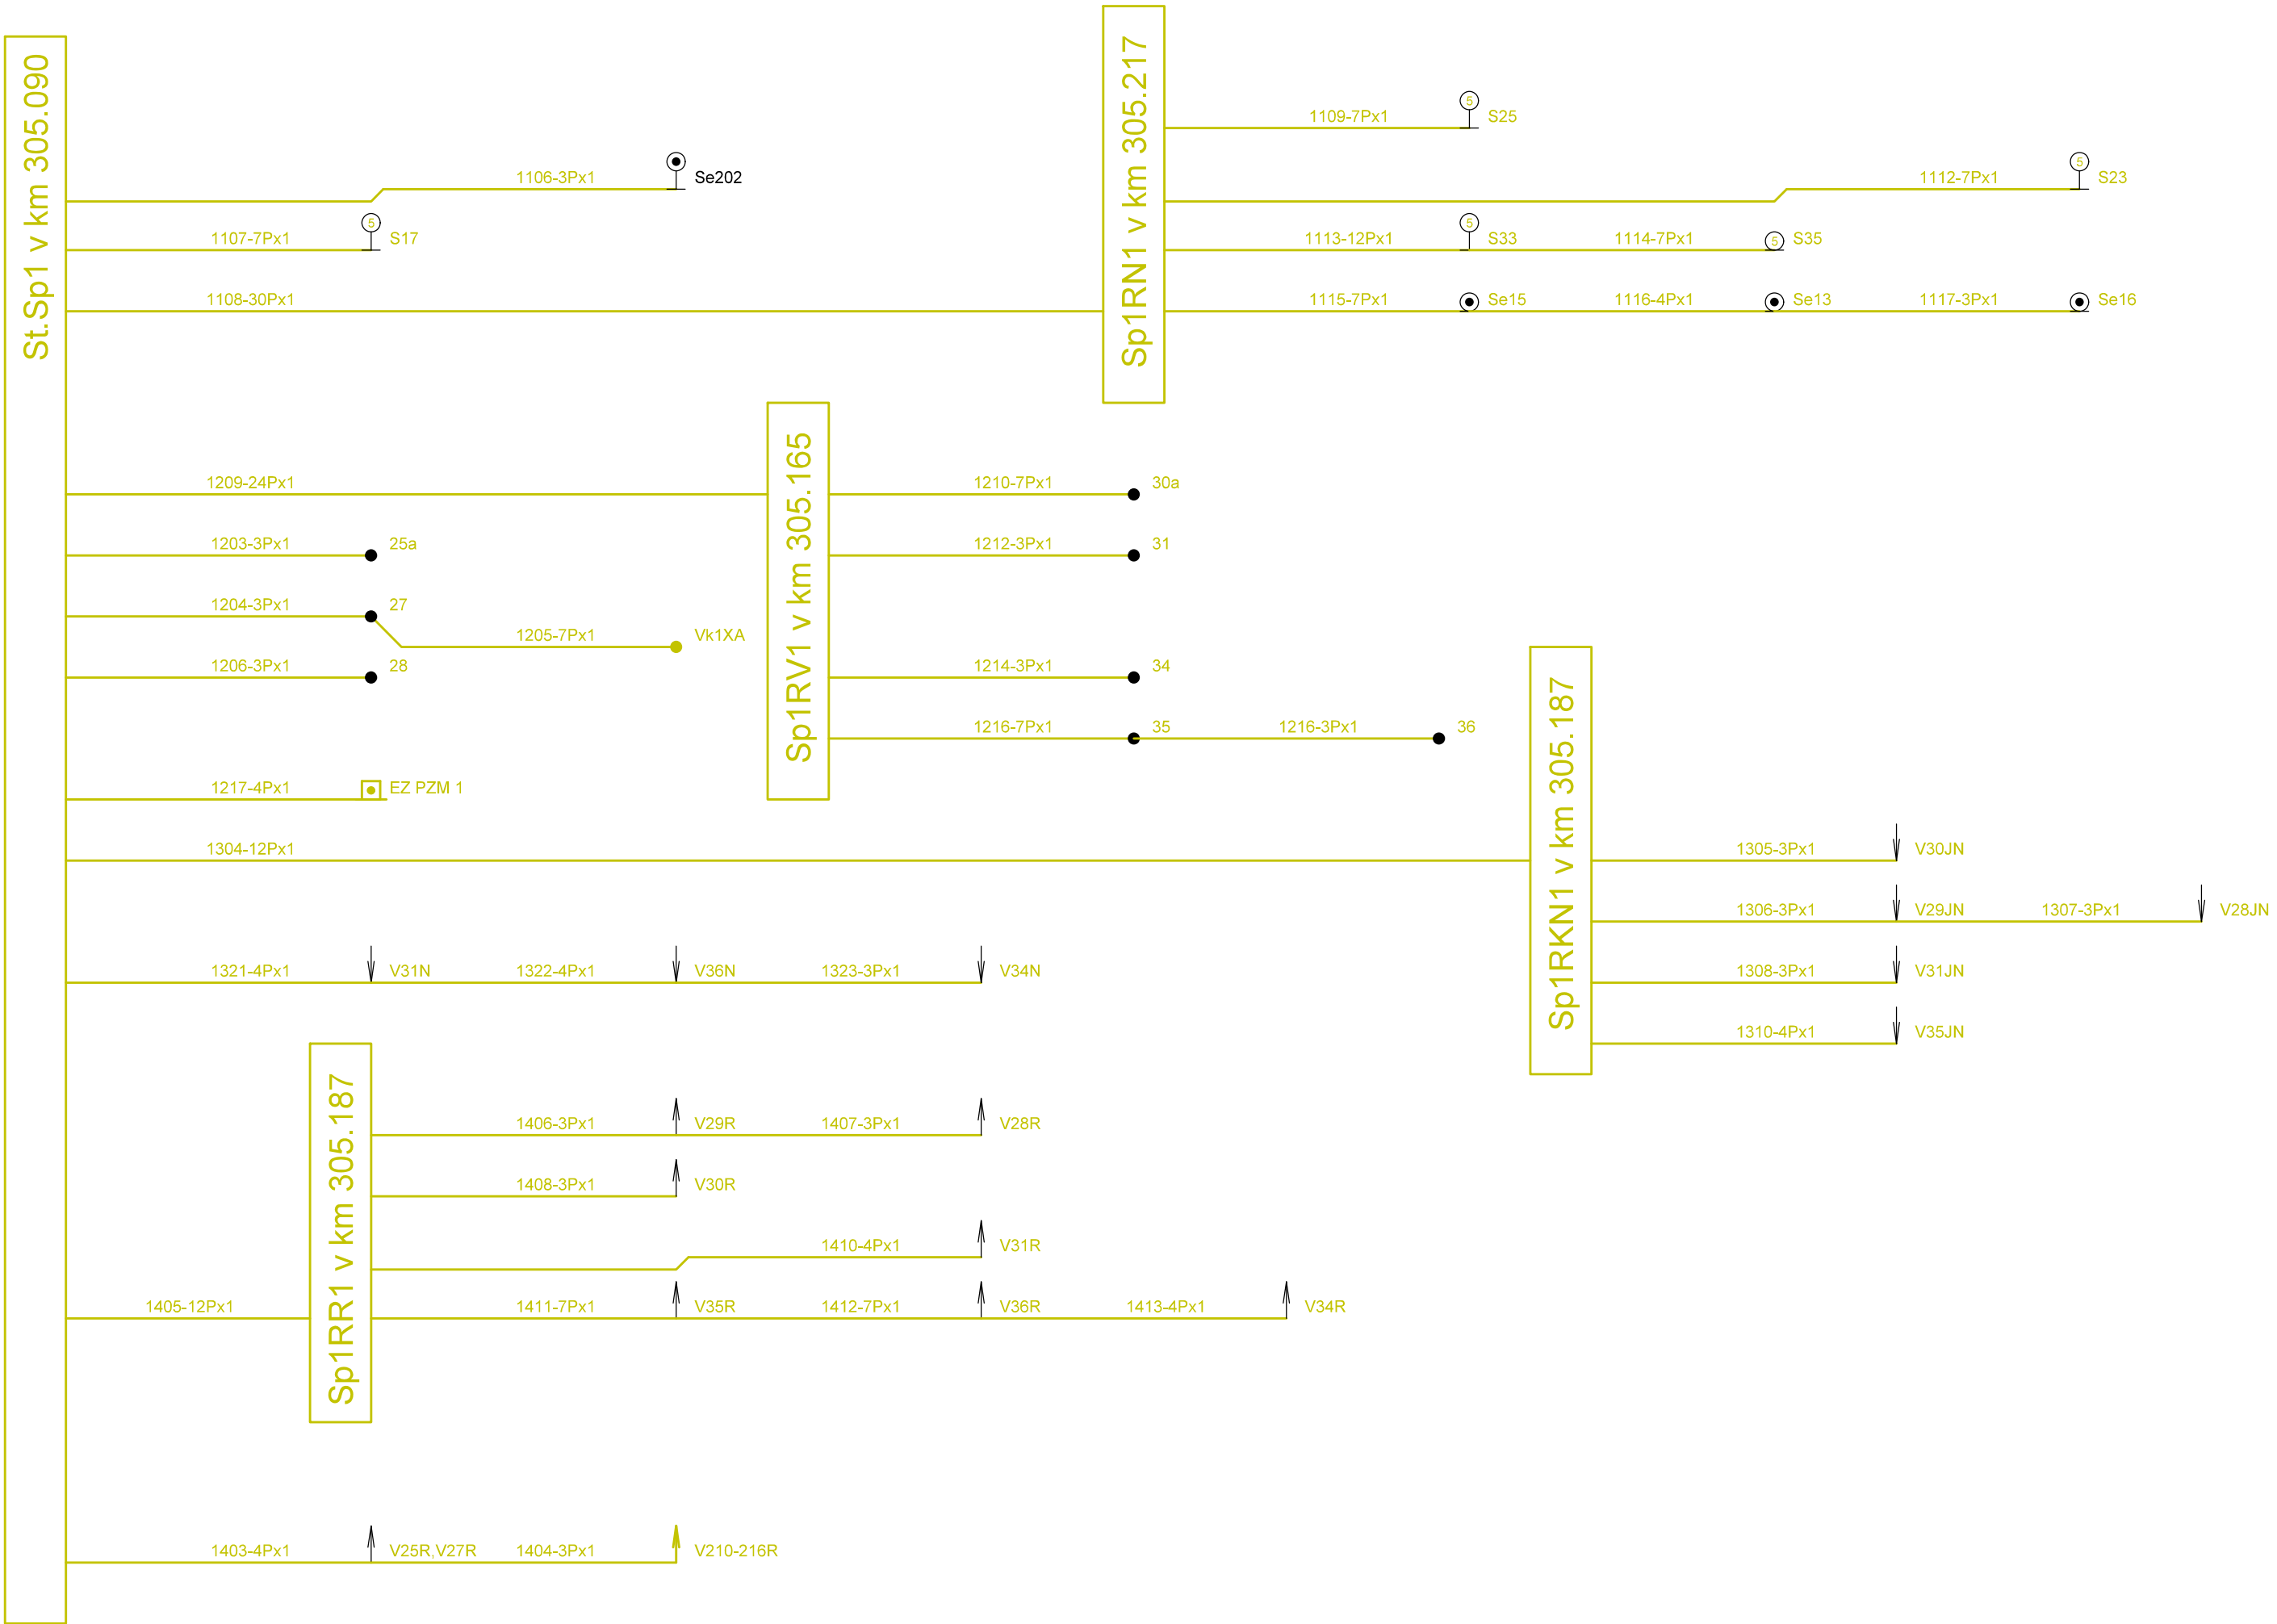 St.Sp1 v km 305.090
Sp1RN1 v km 305.217
1109-7Px1 5 S25
1106-3Px1 Se202
1112-7Px1 5 S23
1107-7Px1 5 S17
1113-12Px1 5 S33 1114-7Px1 5 S35
1108-30Px1
1115-7Px1 Se15 1116-4Px1 Se13 1117-3Px1 Se16
Sp1RV1 v km 305.165
1209-24Px1
1210-7Px1 30a
1203-3Px1 25a
1212-3Px1 31
1204-3Px1 27
1205-7Px1 Vk1XA
1206-3Px1 28
1214-3Px1 34
1216-7Px1 35 1216-3Px1 36
1217-4Px1 EZ PZM 1
Sp1RKN1 v km 305.187
1304-12Px1
1305-3Px1 V30JN
1306-3Px1 V29JN 1307-3Px1 V28JN
1321-4Px1 V31N 1322-4Px1 V36N 1323-3Px1 V34N
1308-3Px1 V31JN
1310-4Px1 V35JN
Sp1RR1 v km 305.187
1406-3Px1 V29R 1407-3Px1 V28R
1408-3Px1 V30R
1410-4Px1 V31R
1405-12Px1
1411-7Px1 V35R 1412-7Px1 V36R 1413-4Px1 V34R
1403-4Px1 V25R,V27R 1404-3Px1 V210-216R